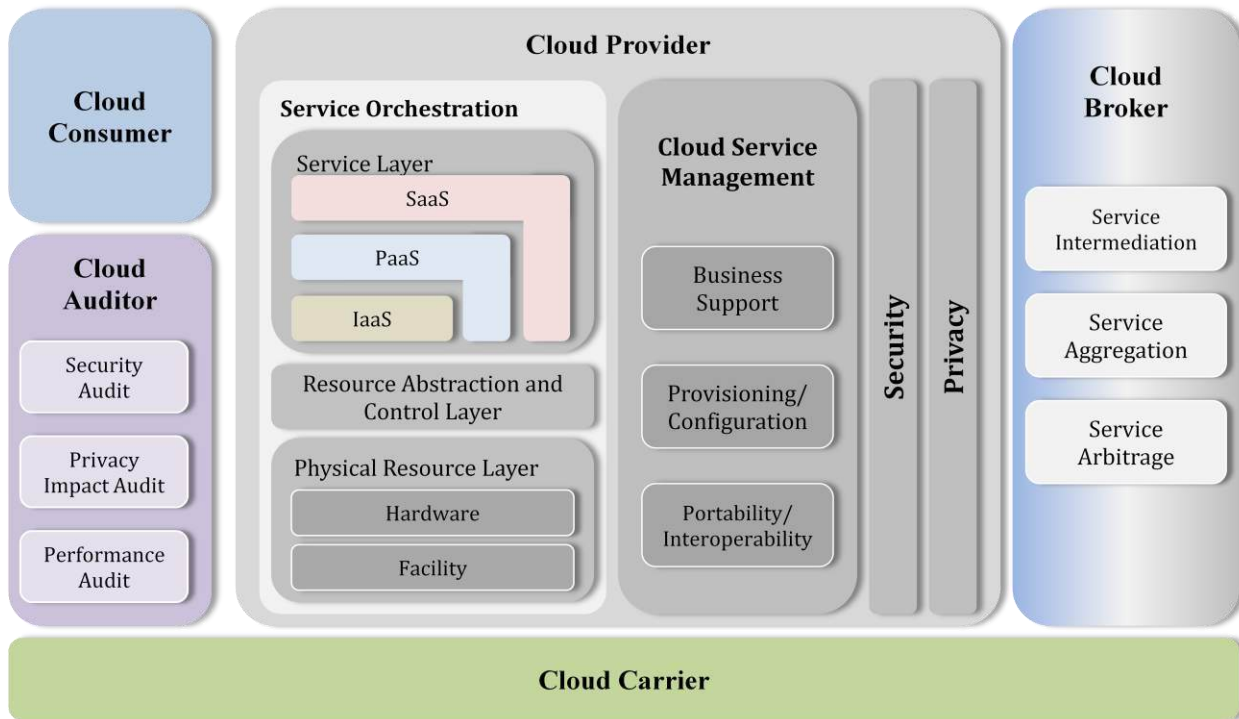 Cloud
Consumer
Cloud
Auditor
Security
Audit
Privacy
Impact Audit
Performance
Audit
Cloud Provider
Service Orchestration
Service Layer
SaaS
PaaS
IaaS
Resource Abstraction and
Control Layer
Physical Resource Layer
Hardware
Facility
Cloud Service
Management
Business
Support
Provisioning/
Configuration
Portability/
Interoperability
Security
Privacy
Cloud
Broker
Service
Intermediation
Service
Aggregation
Service
Arbitrage
Cloud Carrier